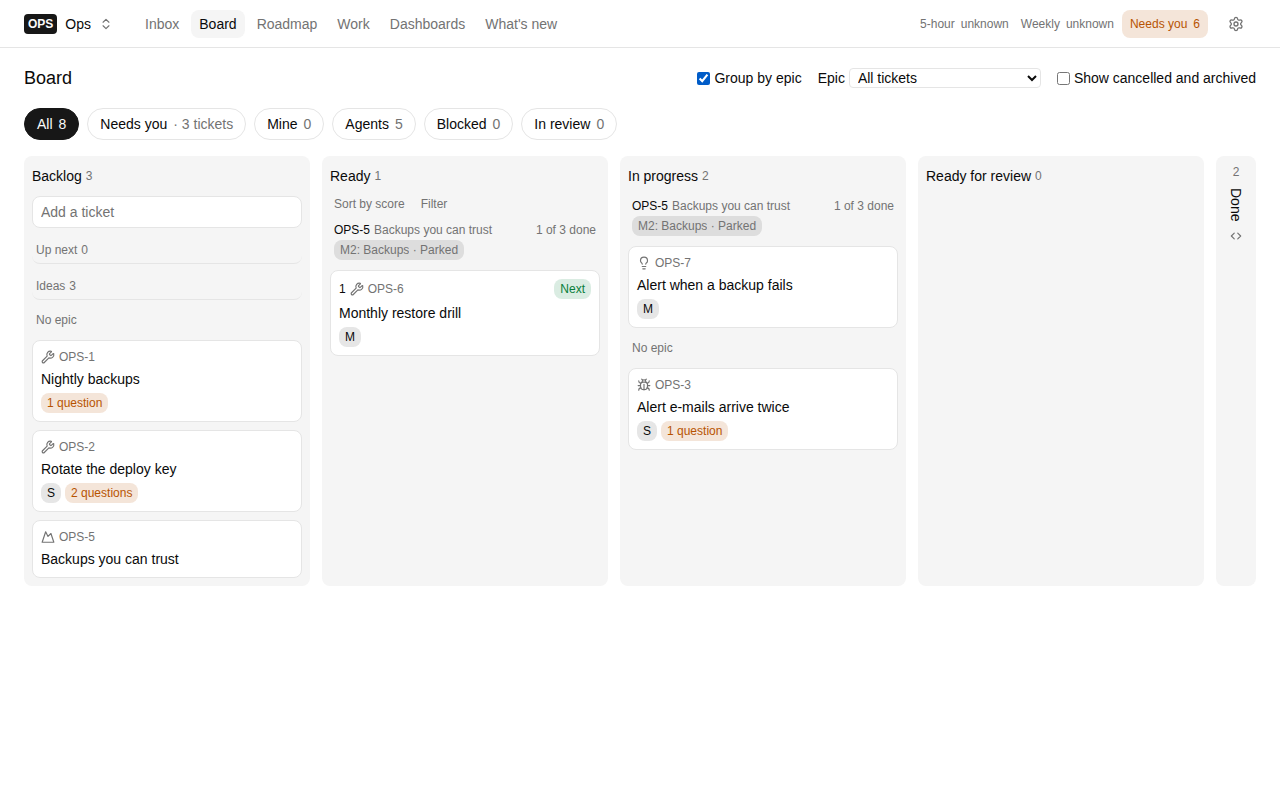 OPS Ops Inbox Board Roadmap Work Dashboards What's new 5-hour unknown Weekly unknown Needs you 6
Board Group by epic Epic All tickets Show cancelled and archived
All 8 Needs you · 3 tickets Mine 0 Agents 5 Blocked 0 In review 0
Backlog 3
Add a ticket
Up next 0
Ideas 3
No epic
OPS-1
Nightly backups
1 question
OPS-2
Rotate the deploy key
S 2 questions
OPS-5
Backups you can trust
Ready 1
Sort by score Filter
OPS-5 Backups you can trust 1 of 3 done
M2: Backups · Parked
1 OPS-6 Next
Monthly restore drill
M
In progress 2
OPS-5 Backups you can trust 1 of 3 done
M2: Backups · Parked
OPS-7
Alert when a backup fails
M
No epic
OPS-3
Alert e-mails arrive twice
S 1 question
Ready for review 0
2
Done